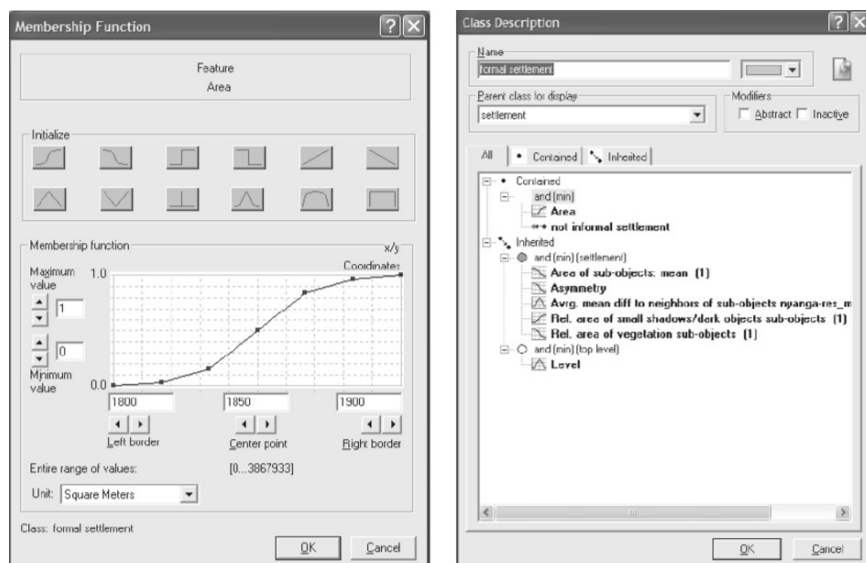 Membership Function
Feature
Area
Initialize
Membership function
x/y
Coordinates
Maximum
value
1
0
Minimum
value
1.0
0.0
1800
1850
1900
Left border
Center point
Right border
Entire range of values:
[0...3867933]
Unit:
Square Meters
Class: formal settlement
OK
Cancel
Class Description
Name
formal settlement
Parent class for display
settlement
Modifiers
Abstract
Inactive
All
Contained
Inherited
Contained
and (min)
Area
not informal settlement
Inherited
and (min) (settlement)
Area of sub-objects: mean (1)
Asymmetry
Avrg. mean diff to neighbors of sub-objects nyanga-res_m
Rel. area of small shadows/dark objects sub-objects (1)
Rel. area of vegetation sub-objects (1)
and (min) (top level)
Level
OK
Cancel